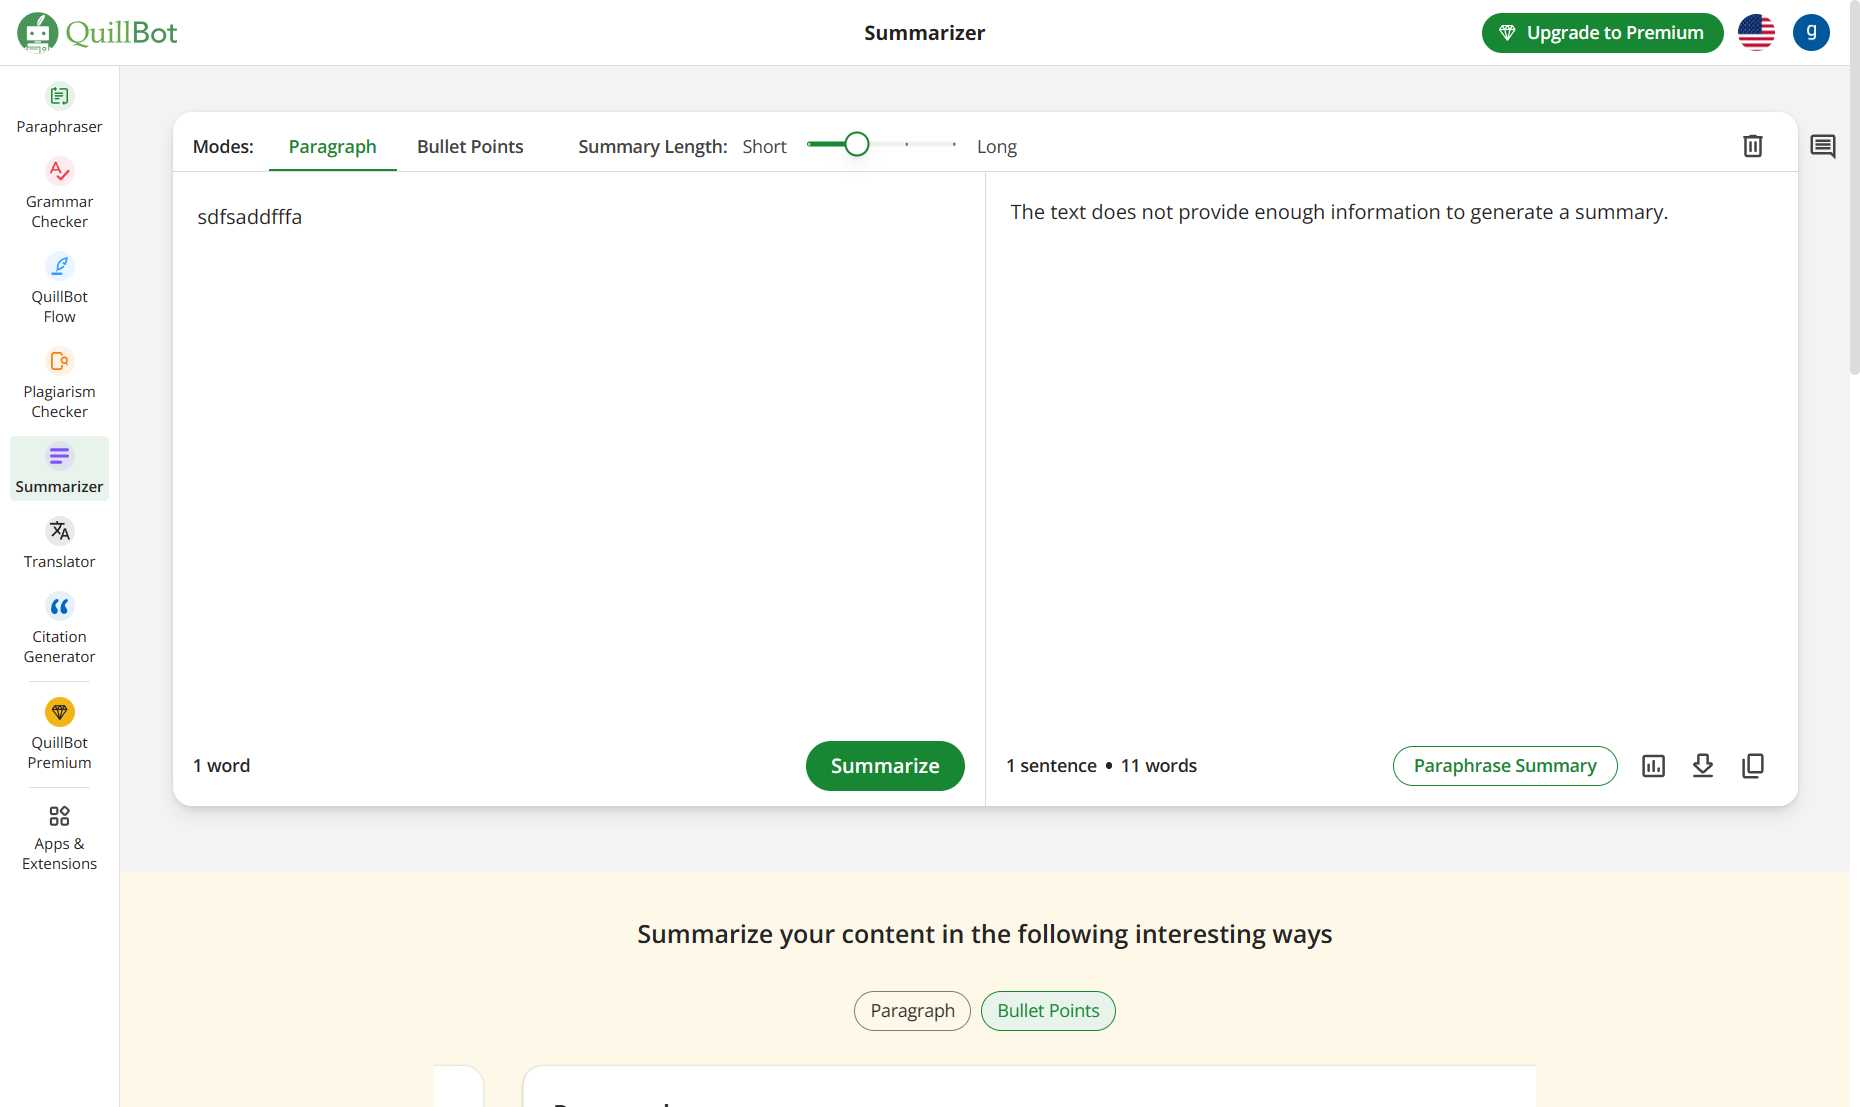 QuillBot
Summarizer
Upgrade to Premium
g
Paraphraser
Grammar
Checker
QuillBot
Flow
Plagiarism
Checker
Summarizer
Translator
Citation
Generator
QuillBot
Premium
Apps &
Extensions
Modes: Paragraph Bullet Points Summary Length: Short Long
sdfsaddfffa
The text does not provide enough information to generate a summary.
1 word
Summarize
1 sentence • 11 words
Paraphrase Summary
Summarize your content in the following interesting ways
Paragraph
Bullet Points